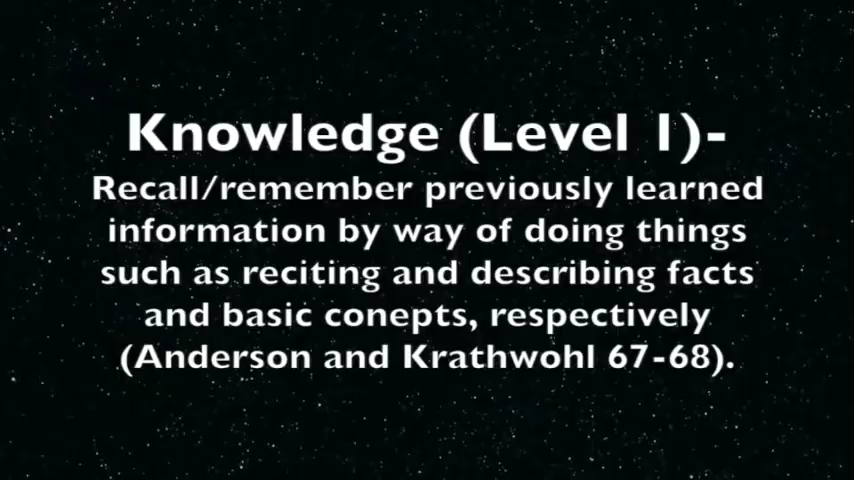 Knowledge (Level 1)-
Recall/remember previously learned
information by way of doing things
such as reciting and describing facts
and basic conepts, respectively
(Anderson and Krathwohl 67-68).